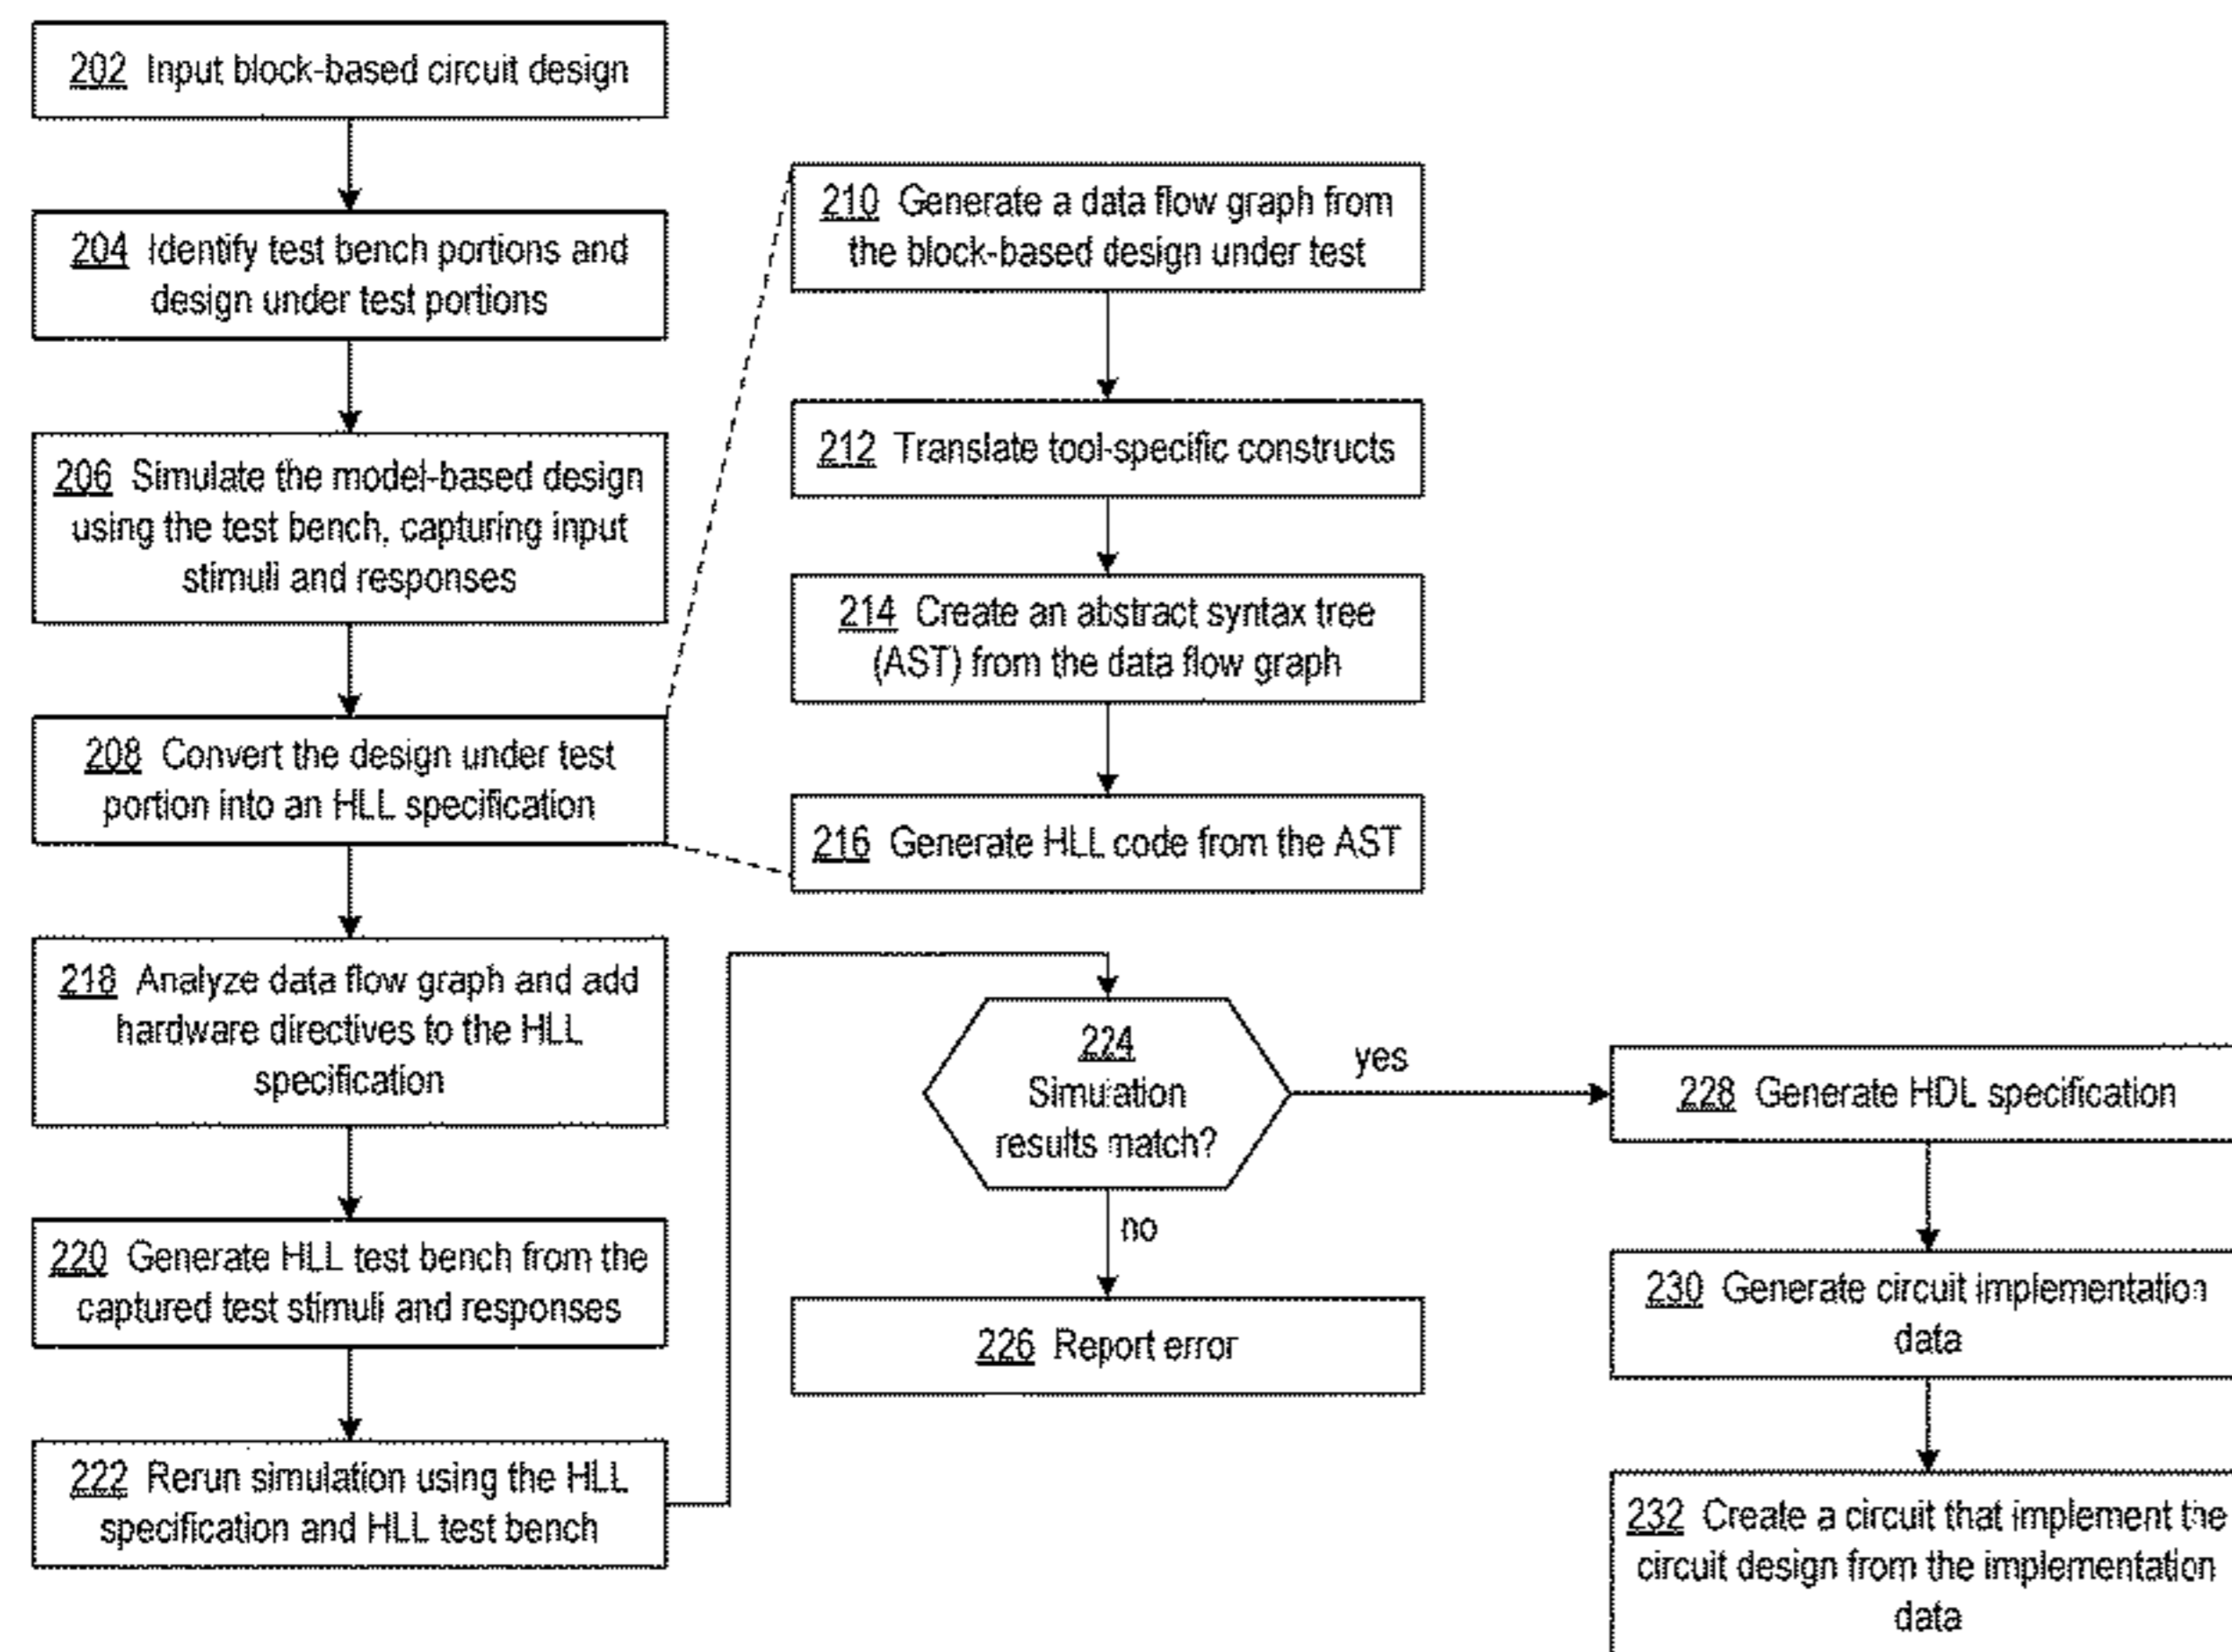 202 Input block-based circuit design
204 Identify test bench portions and
design under test portions
206 Simulate the model-based design
using the test bench, capturing input
stimuli and responses
208 Convert the design under test
portion into an HLL specification
210 Generate a data flow graph from
the block-based design under test
212 Translate tool-specific constructs
214 Create an abstract syntax tree
(AST) from the data flow graph
216 Generate HLL code from the AST
218 Analyze data flow graph and add
hardware directives to the HLL
specification
220 Generate HLL test bench from the
captured test stimuli and responses
222 Rerun simulation using the HLL
specification and HLL test bench
224
Simulation
results match?
yes
no
226 Report error
228 Generate HDL specification
230 Generate circuit implementation
data
232 Create a circuit that implement the
circuit design from the implementation
data